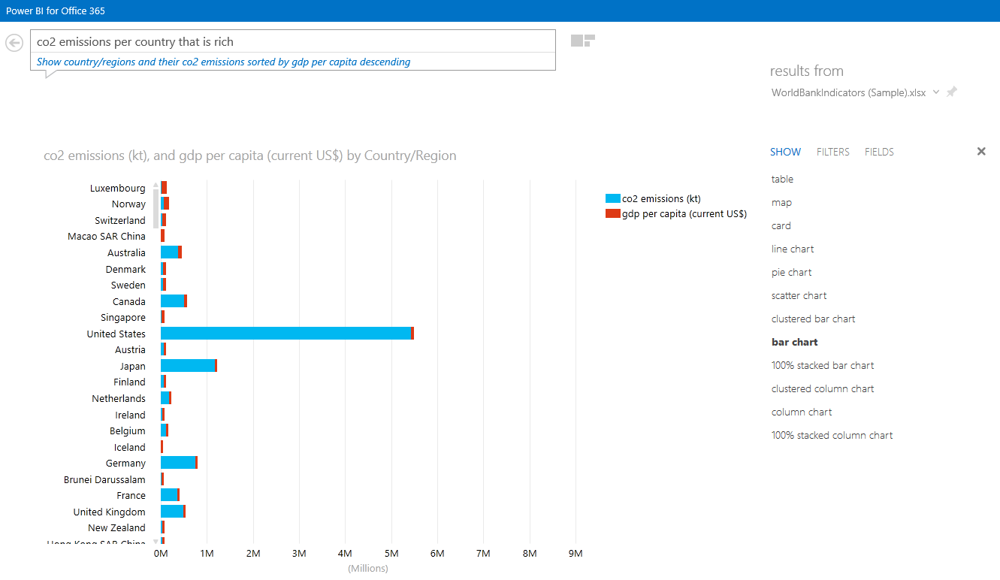 Power BI for Office 365
co2 emissions per country that is rich
Show country/regions and their co2 emissions sorted by gdp per capita descending
results from
WorldBankIndicators (Sample).xlsx
SHOW FILTERS FIELDS
table
map
card
line chart
pie chart
scatter chart
clustered bar chart
bar chart
100% stacked bar chart
clustered column chart
column chart
100% stacked column chart
co2 emissions (kt), and gdp per capita (current US$) by Country/Region
co2 emissions (kt)
gdp per capita (current US$)
Luxembourg
Norway
Switzerland
Macao SAR China
Australia
Denmark
Sweden
Canada
Singapore
United States
Austria
Japan
Finland
Netherlands
Ireland
Belgium
Iceland
Germany
Brunei Darussalam
France
United Kingdom
New Zealand
Hong Kong SAR China
0M 1M 2M 3M 4M 5M 6M 7M 8M 9M
(Millions)